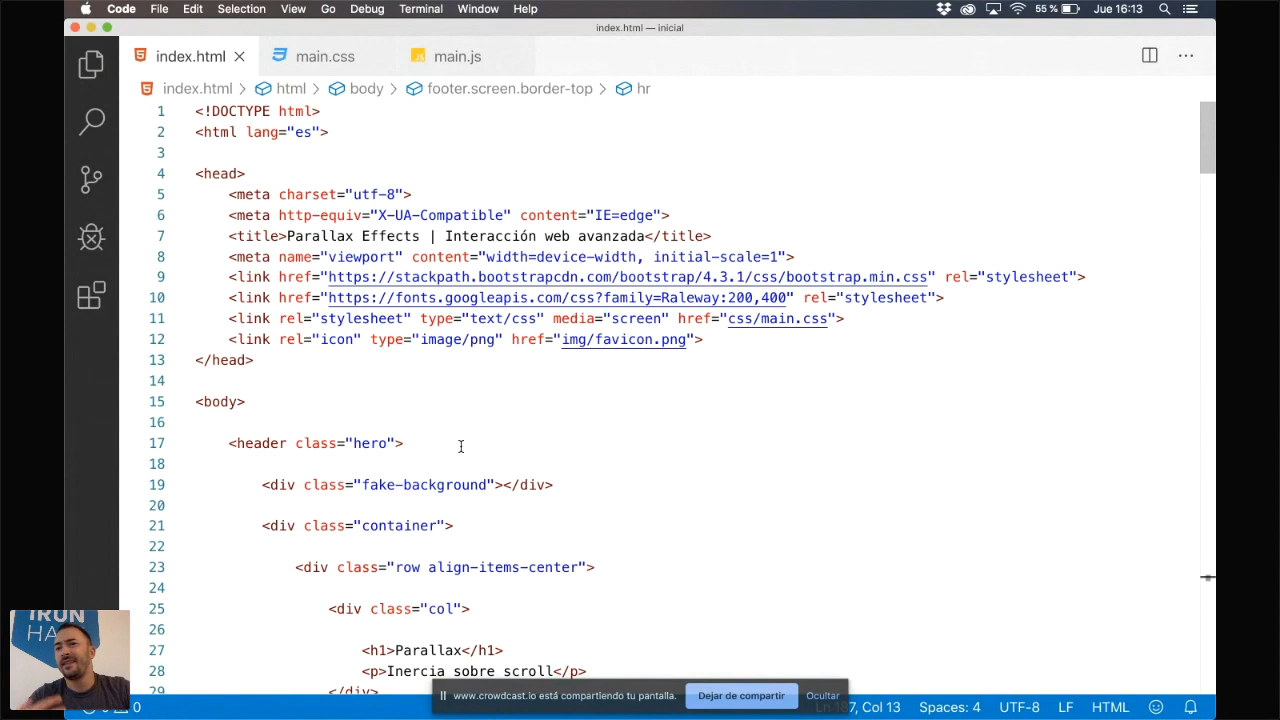 Code File Edit Selection View Go Debug Terminal Window Help 55 % Jue 16:13
index.html — inicial
index.html main.css JS main.js
index.html > html > body > footer.screen.border-top > hr
1 <!DOCTYPE html>
2 <html lang="es">
3
4 <head>
5 <meta charset="utf-8">
6 <meta http-equiv="X-UA-Compatible" content="IE=edge">
7 <title>Parallax Effects | Interacción web avanzada</title>
8 <meta name="viewport" content="width=device-width, initial-scale=1">
9 <link href="https://stackpath.bootstrapcdn.com/bootstrap/4.3.1/css/bootstrap.min.css" rel="stylesheet">
10 <link href="https://fonts.googleapis.com/css?family=Raleway:200,400" rel="stylesheet">
11 <link rel="stylesheet" type="text/css" media="screen" href="css/main.css">
12 <link rel="icon" type="image/png" href="img/favicon.png">
13 </head>
14
15 <body>
16
17 <header class="hero">
18
19 <div class="fake-background"></div>
20
21 <div class="container">
22
23 <div class="row align-items-center">
24
25 <div class="col">
26
27 <h1>Parallax</h1>
28 <p>Inercia sobre scroll</p>
29 </div>
IRON
HA
www.crowdcast.io está compartiendo tu pantalla. Dejar de compartir Ocultar
0 Ln 187, Col 13 Spaces: 4 UTF-8 LF HTML